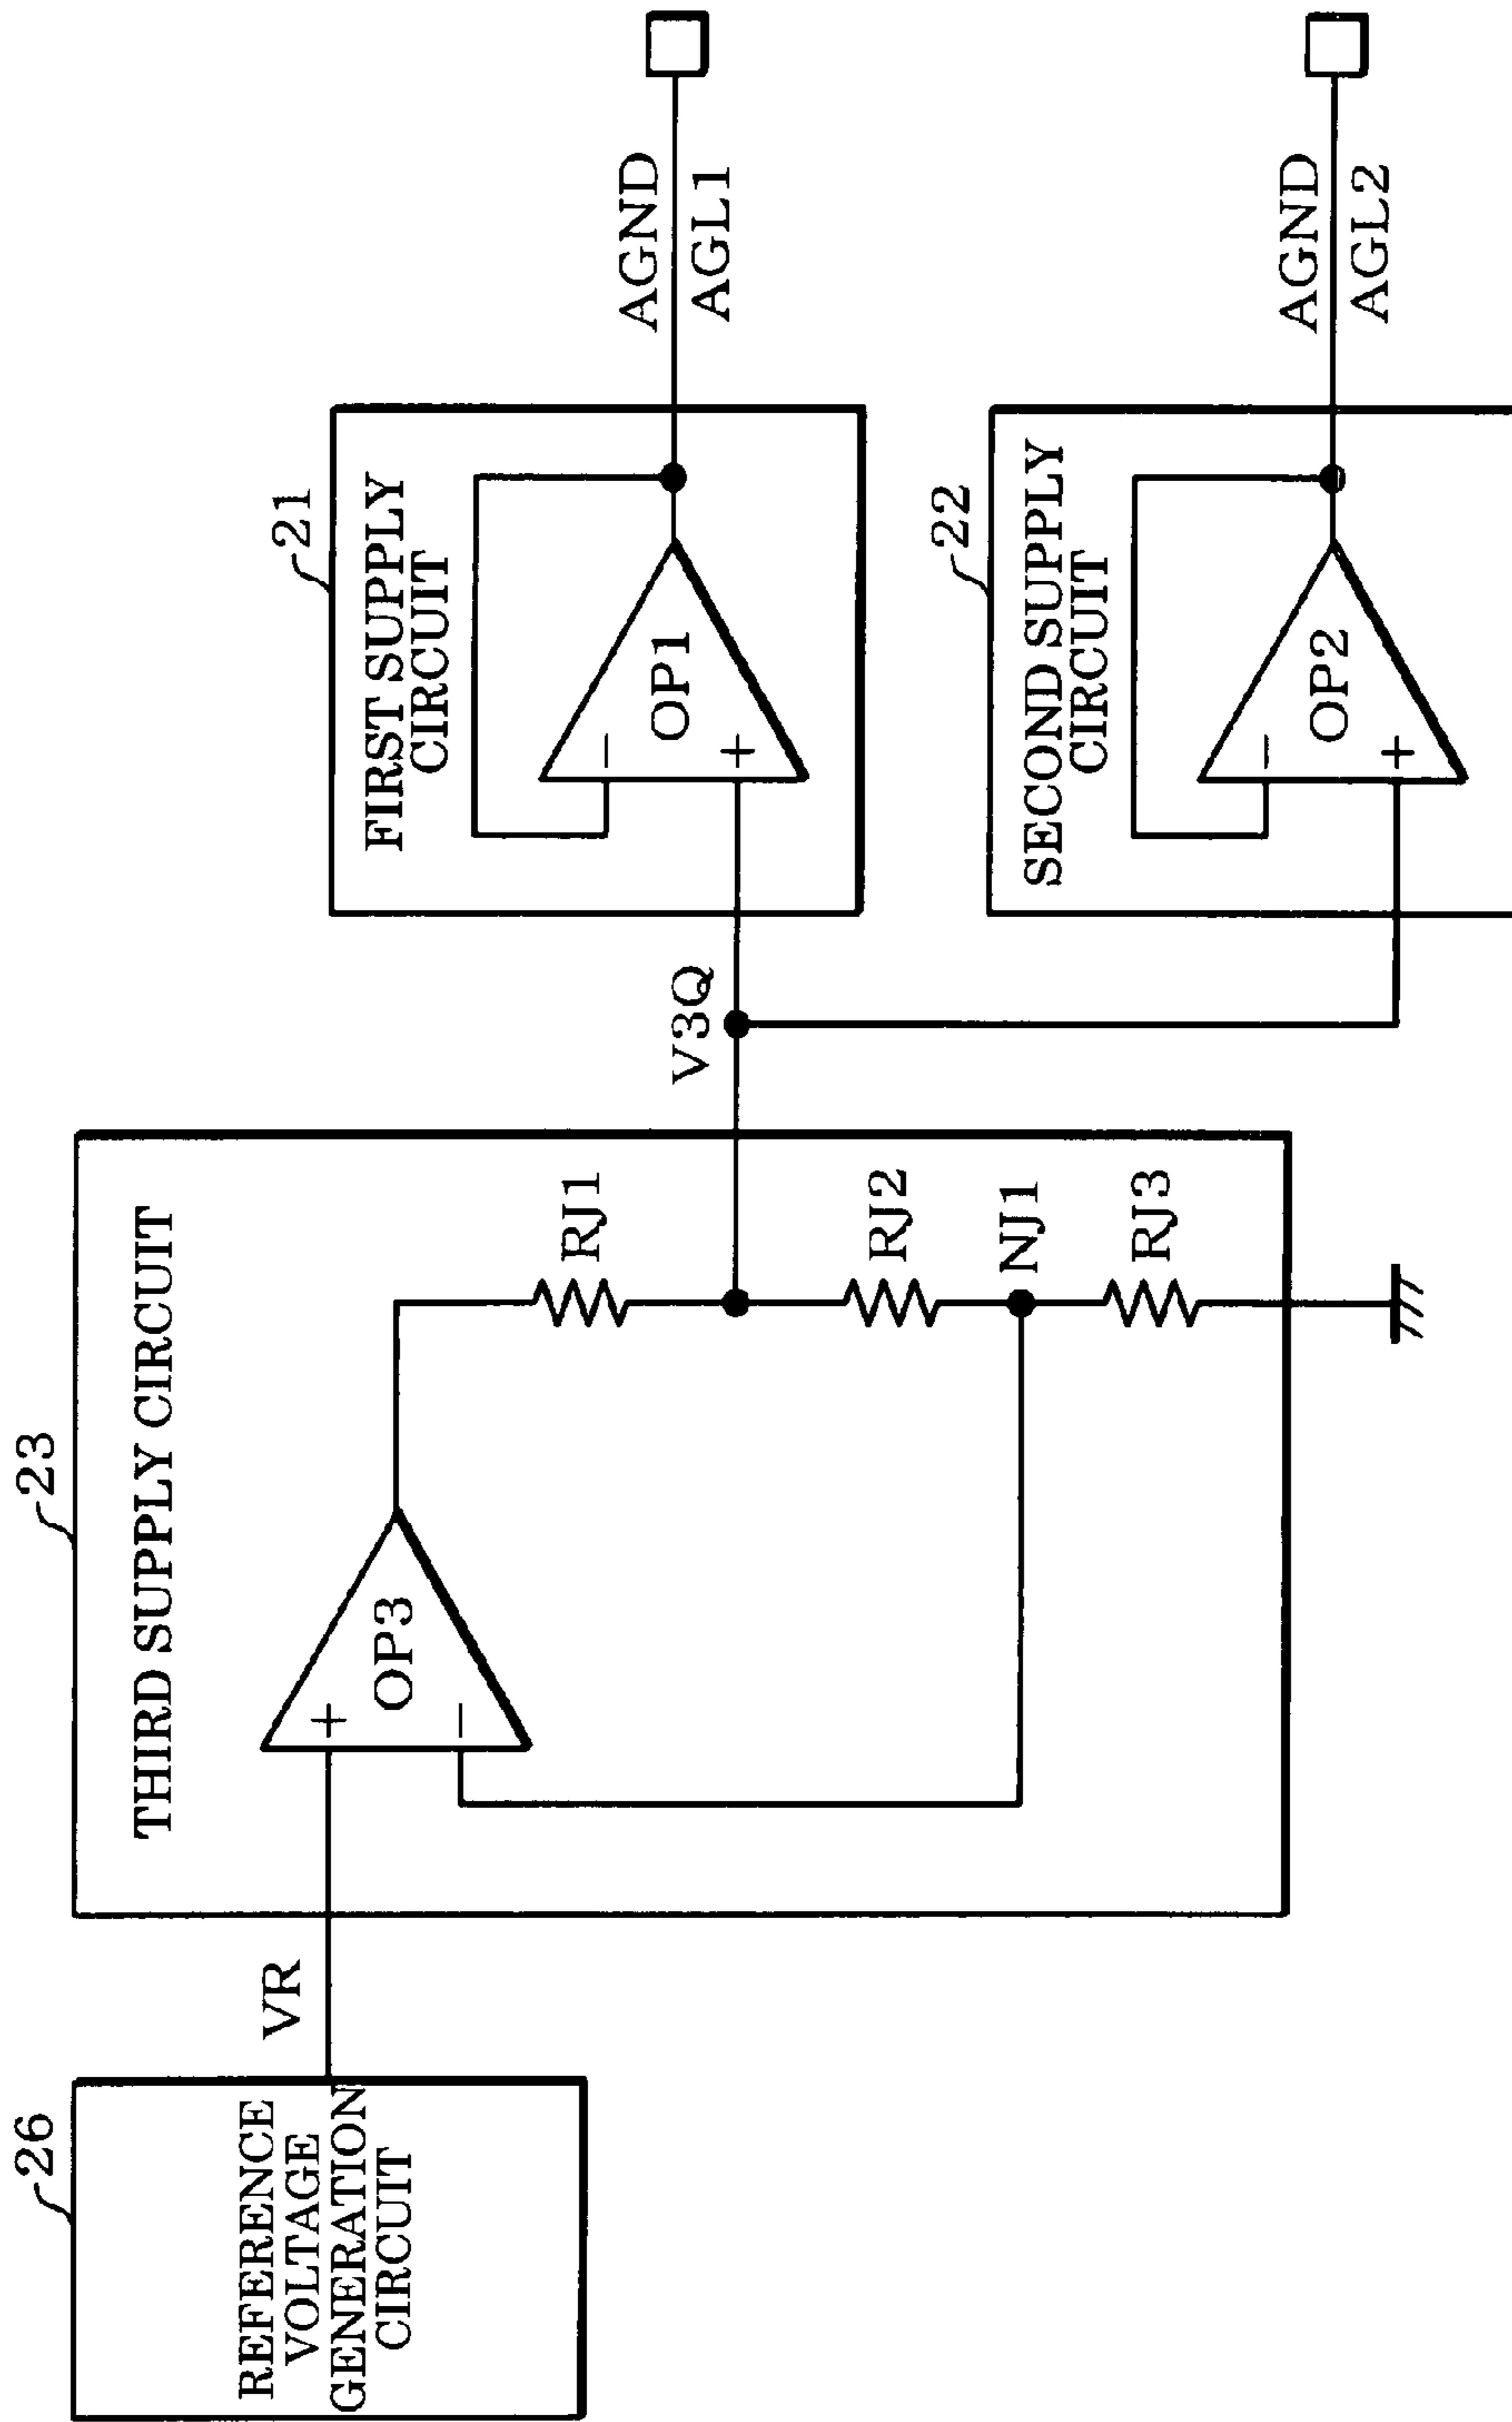 26
REFERENCE
VOLTAGE
GENERATION
CIRCUIT
VR
23
THIRD SUPPLY CIRCUIT
+
OP3
−
RJ1
RJ2
NJ1
RJ3
V3Q
21
FIRST SUPPLY
CIRCUIT
−
OP1
+
AGND
AGL1
22
SECOND SUPPLY
CIRCUIT
−
OP2
+
AGND
AGL2